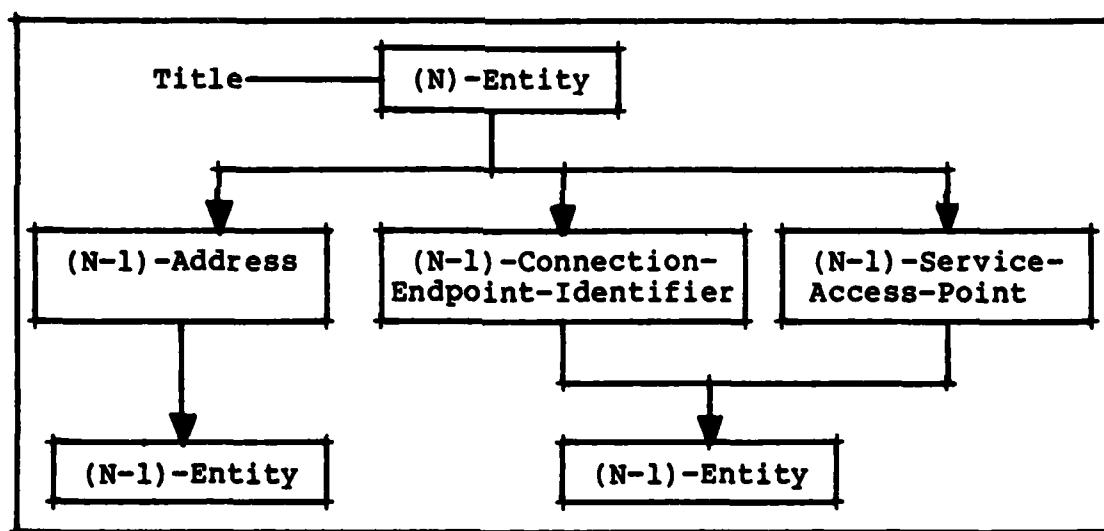 Title
(N)-Entity
(N-1)-Address
(N-1)-Connection-
Endpoint-Identifier
(N-1)-Service-
Access-Point
(N-1)-Entity
(N-1)-Entity